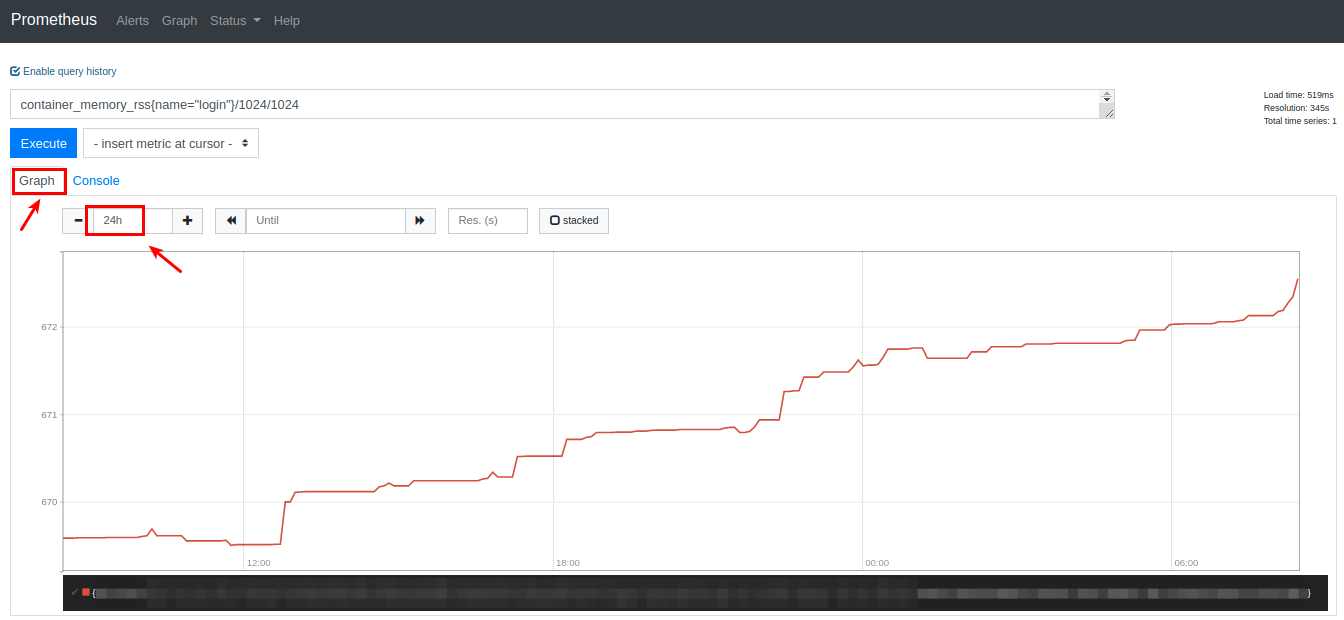 Prometheus Alerts Graph Status Help
Enable query history
container_memory_rss{name="login"}/1024/1024
Load time: 519ms
Resolution: 345s
Total time series: 1
Execute - insert metric at cursor -
Graph Console
24h Until Res. (s) stacked
672
671
670
12:00 18:00 00:00 06:00
{ }